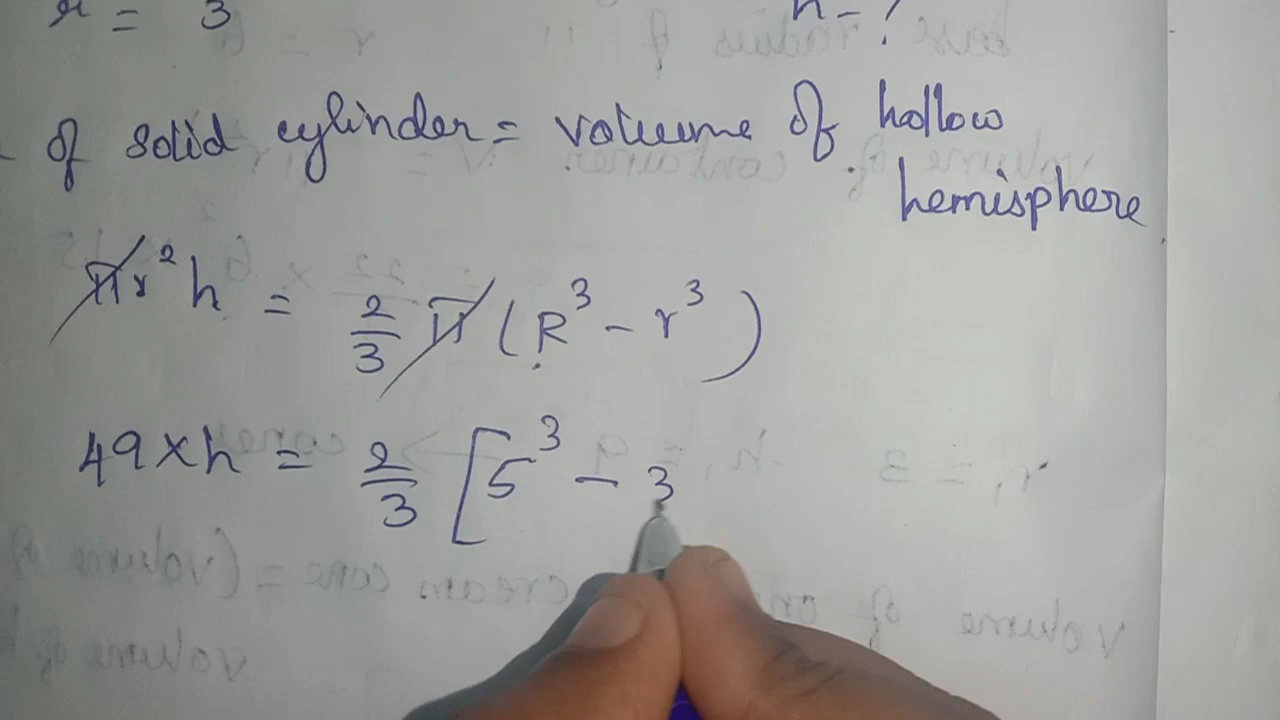 r = 3 h = ?
of solid cylinder = volume of hollow
hemisphere
πr²h = 2/3 π (R³ - r³)
49 × h = 2/3 [5³ - 3